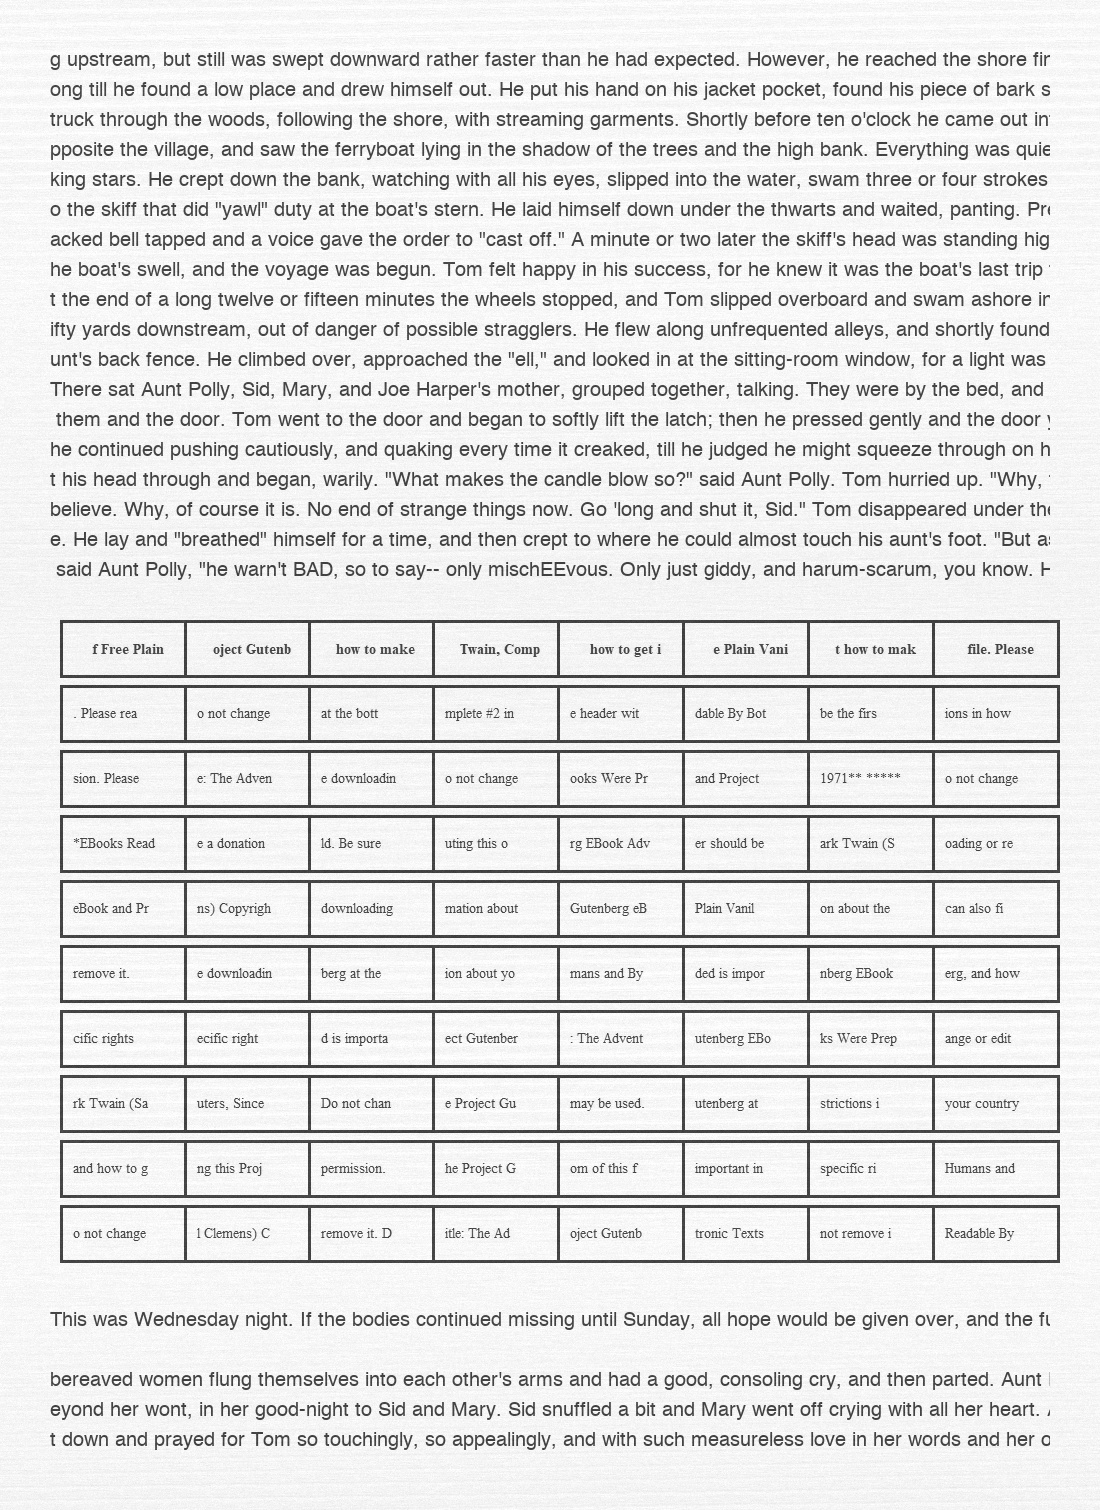 g upstream, but still was swept downward rather faster than he had expected. However, he reached the shore
ong till he found a low place and drew himself out. He put his hand on his jacket pocket, found his piece of bark s
truck through the woods, following the shore, with streaming garments. Shortly before ten o'clock he came out
pposite the village, and saw the ferryboat lying in the shadow of the trees and the high bank. Everything was quie
king stars. He crept down the bank, watching with all his eyes, slipped into the water, swam three or four strokes
o the skiff that did "yawl" duty at the boat's stern. He laid himself down under the thwarts and waited, panting.
acked bell tapped and a voice gave the order to "cast off." A minute or two later the skiff's head was standing hig
he boat's swell, and the voyage was begun. Tom felt happy in his success, for he knew it was the boat's last trip
t the end of a long twelve or fifteen minutes the wheels stopped, and Tom slipped overboard and swam ashore in
ifty yards downstream, out of danger of possible stragglers. He flew along unfrequented alleys, and shortly found
unt's back fence. He climbed over, approached the "ell," and looked in at the sitting-room window, for a light was
There sat Aunt Polly, Sid, Mary, and Joe Harper's mother, grouped together, talking. They were by the bed, and
them and the door. Tom went to the door and began to softly lift the latch; then he pressed gently and the door
he continued pushing cautiously, and quaking every time it creaked, till he judged he might squeeze through on h
t his head through and began, warily. "What makes the candle blow so?" said Aunt Polly. Tom hurried up. "Why,
believe. Why, of course it is. No end of strange things now. Go 'long and shut it, Sid." Tom disappeared under the
e. He lay and "breathed" himself for a time, and then crept to where he could almost touch his aunt's foot. "But as
said Aunt Polly, "he warn't BAD, so to say-- only mischEEvous. Only just giddy, and harum-scarum, you know.
f Free Plain oject Gutenb how to make Twain, Comp how to get i e Plain Vani t how to mak file. Please
. Please rea o not change at the bott mplete #2 in e header wit dable By Bot be the firs ions in how
sion. Please e: The Adven e downloadin o not change ooks Were Pr and Project 1971** ***** o not change
*EBooks Read e a donation ld. Be sure uting this o rg EBook Adv er should be ark Twain (S oading or re
eBook and Pr ns) Copyrigh downloading mation about Gutenberg eB Plain Vanil on about the can also fi
remove it. e downloadin berg at the ion about yo mans and By ded is impor nberg EBook erg, and how
cific rights ecific right d is importa ect Gutenber : The Advent utenberg EBo ks Were Prep ange or edit
rk Twain (Sa uters, Since Do not chan e Project Gu may be used. utenberg at strictions i your country
and how to g ng this Proj permission. he Project G om of this f important in specific ri Humans and
o not change l Clemens) C remove it. D itle: The Ad oject Gutenb tronic Texts not remove i Readable By
This was Wednesday night. If the bodies continued missing until Sunday, all hope would be given over, and the fu
bereaved women flung themselves into each other's arms and had a good, consoling cry, and then parted. Aunt
eyond her wont, in her good-night to Sid and Mary. Sid snuffled a bit and Mary went off crying with all her heart.
t down and prayed for Tom so touchingly, so appealingly, and with such measureless love in her words and her o